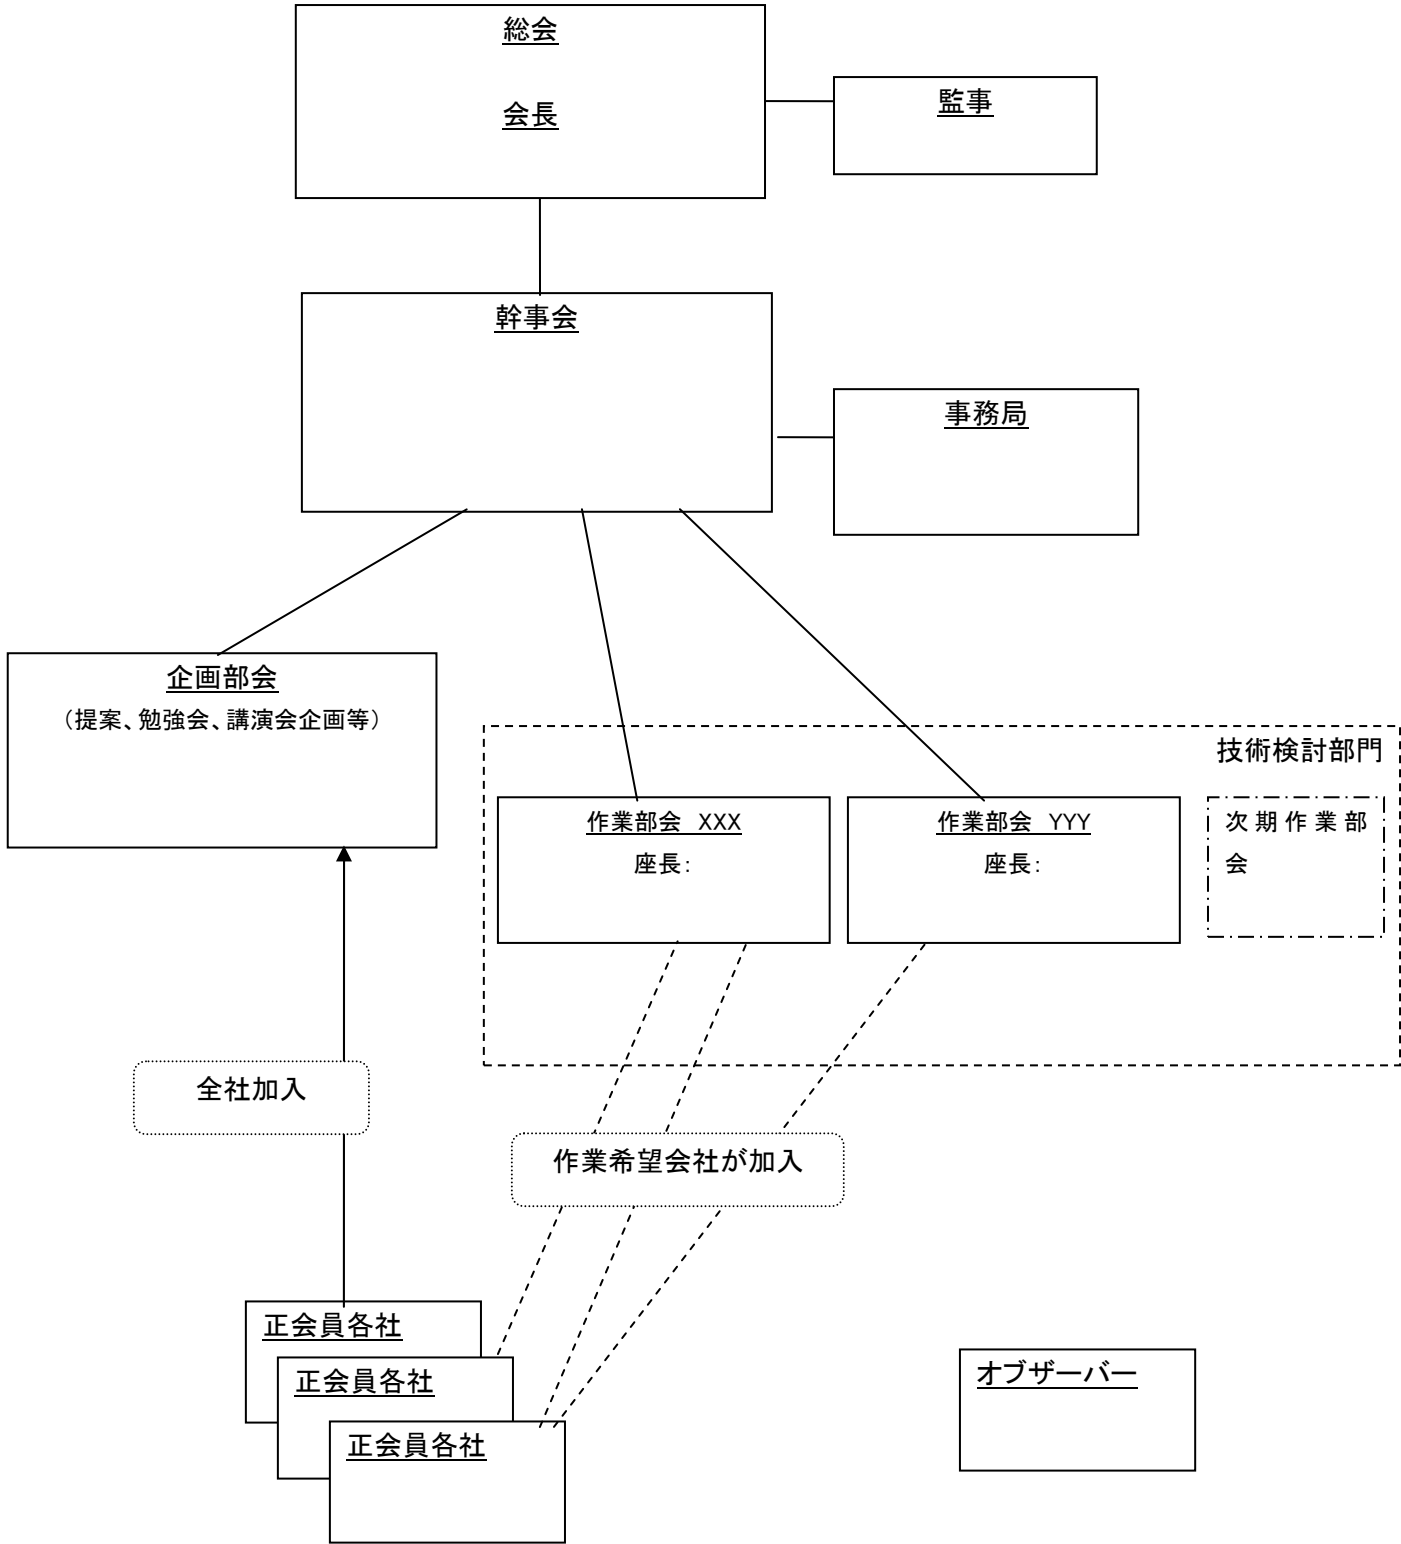 総会
会長
監事
幹事会
事務局
企画部会
（提案、勉強会、講演会企画等）
技術検討部門
作業部会　XXX
座長：
作業部会　YYY
座長：
次期作業部
会
全社加入
作業希望会社が加入
正会員各社
正会員各社
正会員各社
オブザーバー